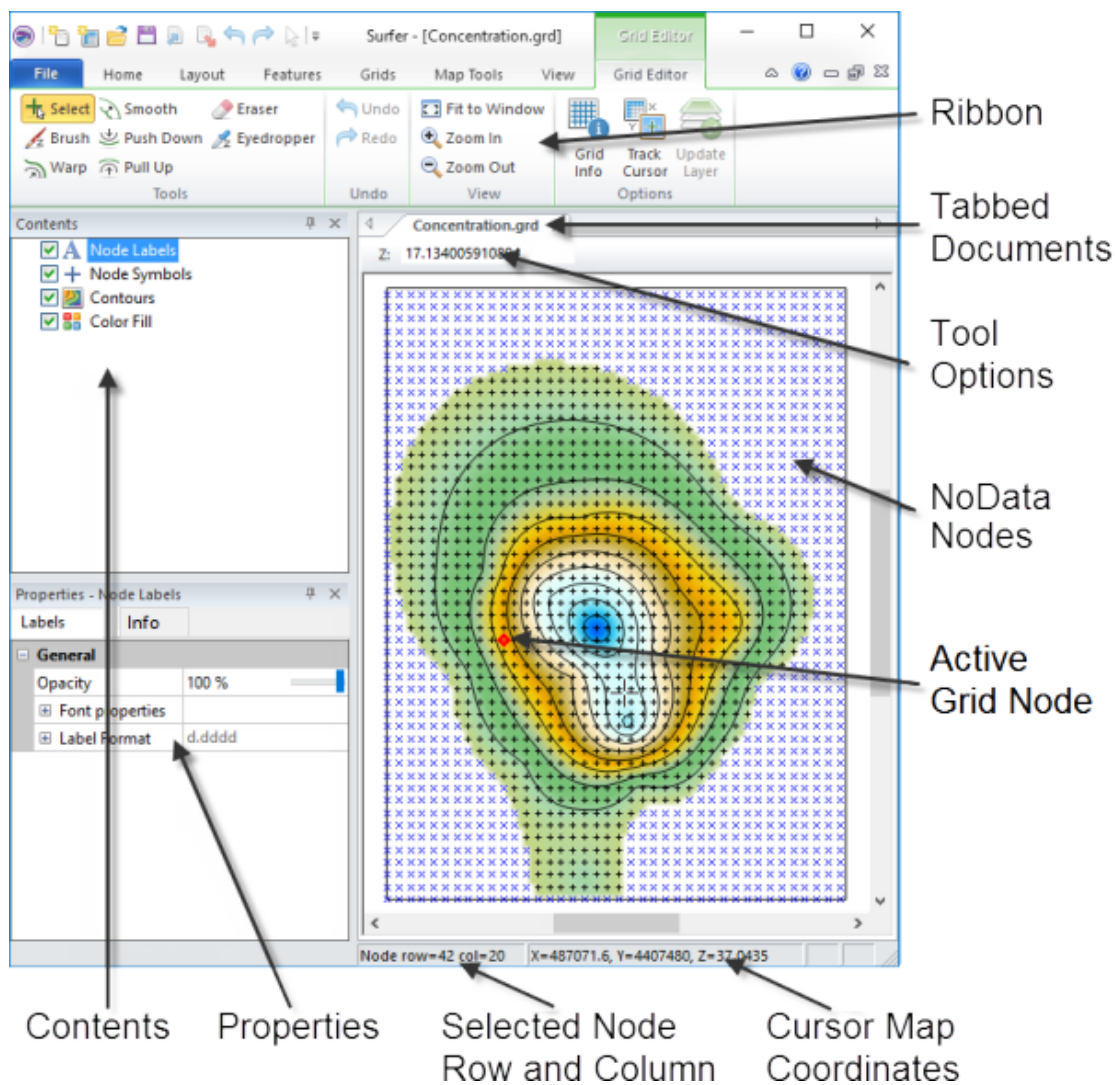 Surfer - [Concentration.grd]
Grid Editor
File Home Layout Features Grids Map Tools View Grid Editor
Select Smooth Eraser Undo Fit to Window
Brush Push Down Eyedropper Redo Zoom In Grid Info Track Cursor Update Layer
Warp Pull Up Zoom Out
Tools Undo View Options
Ribbon
Contents
Concentration.grd
Tabbed
Documents
Node Labels
Z:
Node Symbols
Contours
Color Fill
Tool
Options
NoData
Nodes
Properties - Node Labels
Labels Info
General
Opacity 100 %
Font properties
Label Format d.dddd
Active
Grid Node
Node row=42 col=20 X=487071.6, Y=4407480, Z=37.0435
Contents Properties Selected Node
Row and Column
Cursor Map
Coordinates